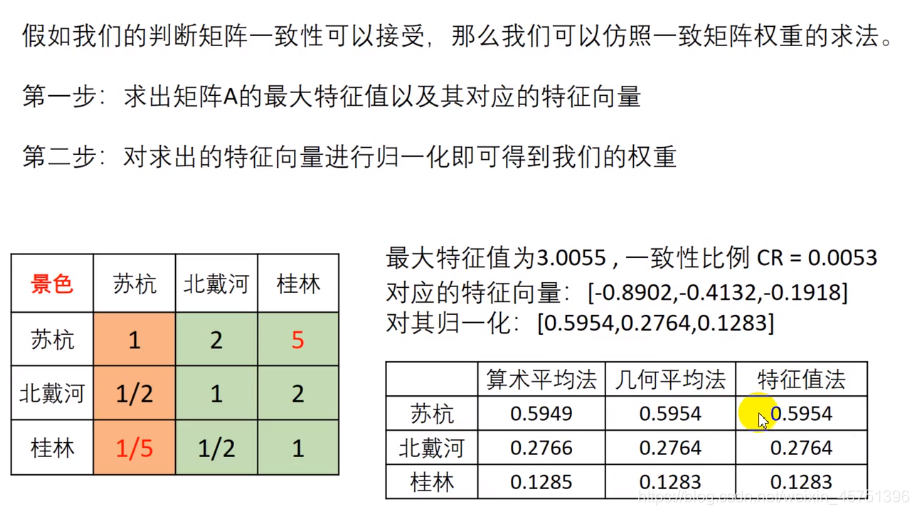 假如我们的判断矩阵一致性可以接受，那么我们可以仿照一致矩阵权重的求法。
第一步：求出矩阵A的最大特征值以及其对应的特征向量
第二步：对求出的特征向量进行归一化即可得到我们的权重
景色 苏杭 北戴河 桂林
苏杭 1 2 5
北戴河 1/2 1 2
桂林 1/5 1/2 1
最大特征值为3.0055 , 一致性比例 CR = 0.0053
对应的特征向量：[-0.8902,-0.4132,-0.1918]
对其归一化：[0.5954,0.2764,0.1283]
算术平均法 几何平均法 特征值法
苏杭 0.5949 0.5954 0.5954
北戴河 0.2766 0.2764 0.2764
桂林 0.1285 0.1283 0.1283
https://blog.csdn.net/weixin_45761396